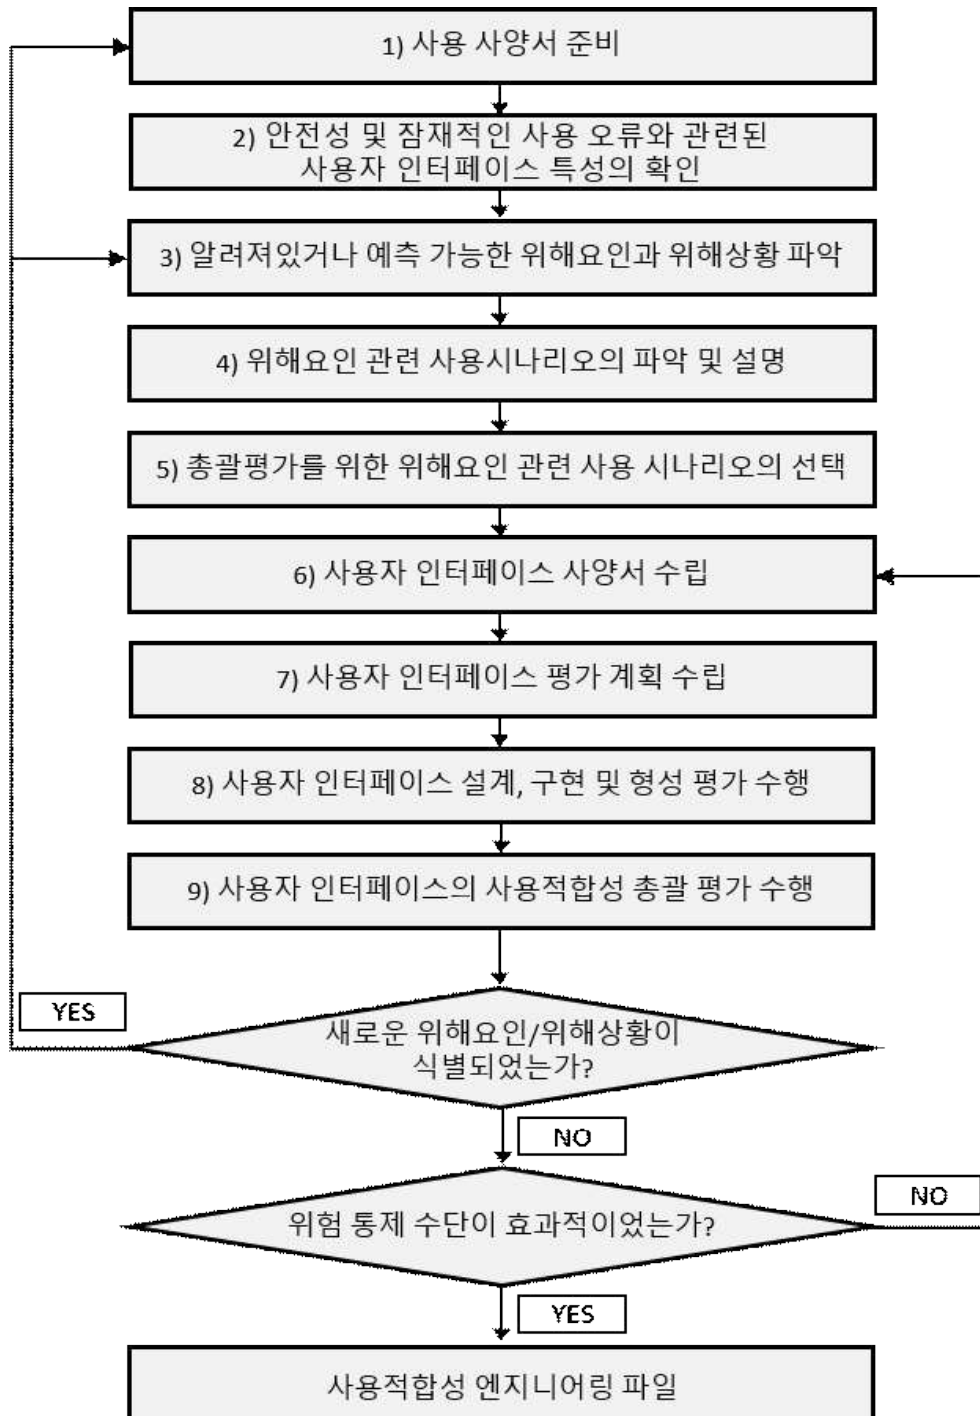 1) 사용 사양서 준비
2) 안전성 및 잠재적인 사용 오류와 관련된
사용자 인터페이스 특성의 확인
3) 알려져있거나 예측 가능한 위해요인과 위해상황 파악
4) 위해요인 관련 사용시나리오의 파악 및 설명
5) 총괄평가를 위한 위해요인 관련 사용 시나리오의 선택
6) 사용자 인터페이스 사양서 수립
7) 사용자 인터페이스 평가 계획 수립
8) 사용자 인터페이스 설계, 구현 및 형성 평가 수행
9) 사용자 인터페이스의 사용적합성 총괄 평가 수행
YES
새로운 위해요인/위해상황이
식별되었는가?
NO
NO
위험 통제 수단이 효과적이었는가?
YES
사용적합성 엔지니어링 파일